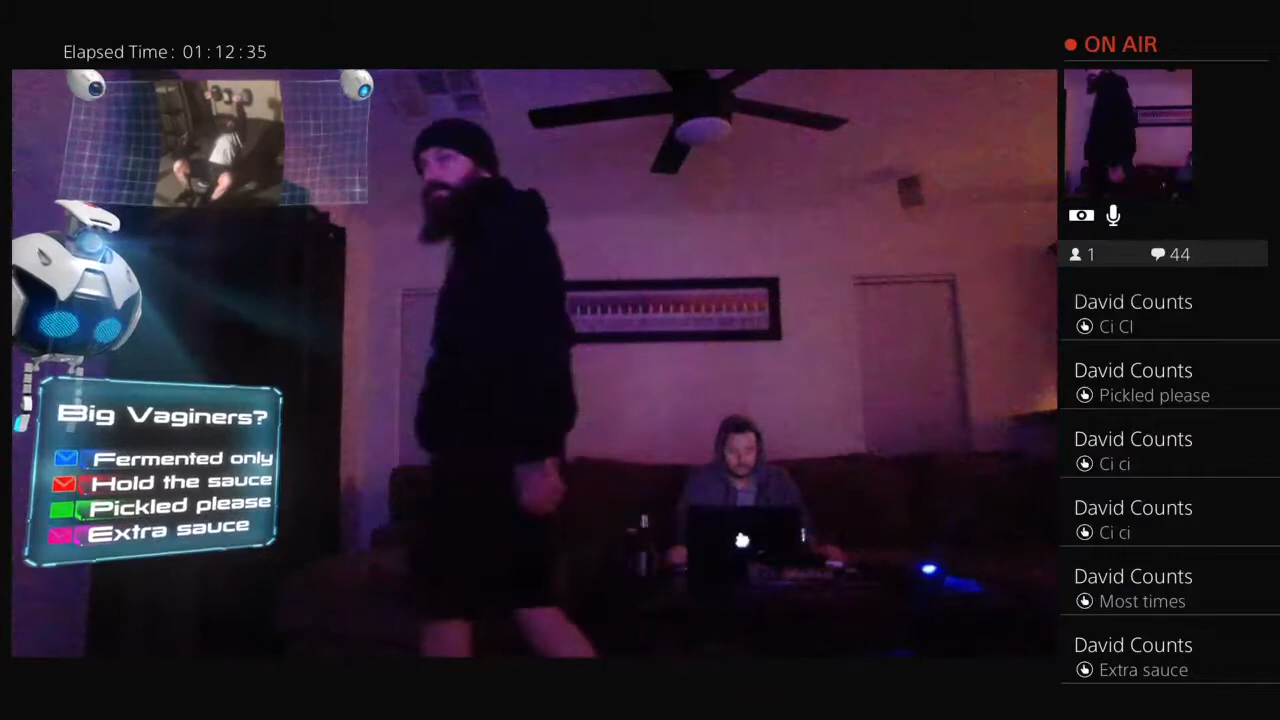 Elapsed Time: 01:12:35
ON AIR
1 44
Big Vaginers?
Fermented only
Hold the sauce
Pickled please
Extra sauce
David Counts
Ci CI
David Counts
Pickled please
David Counts
Ci ci
David Counts
Ci ci
David Counts
Most times
David Counts
Extra sauce